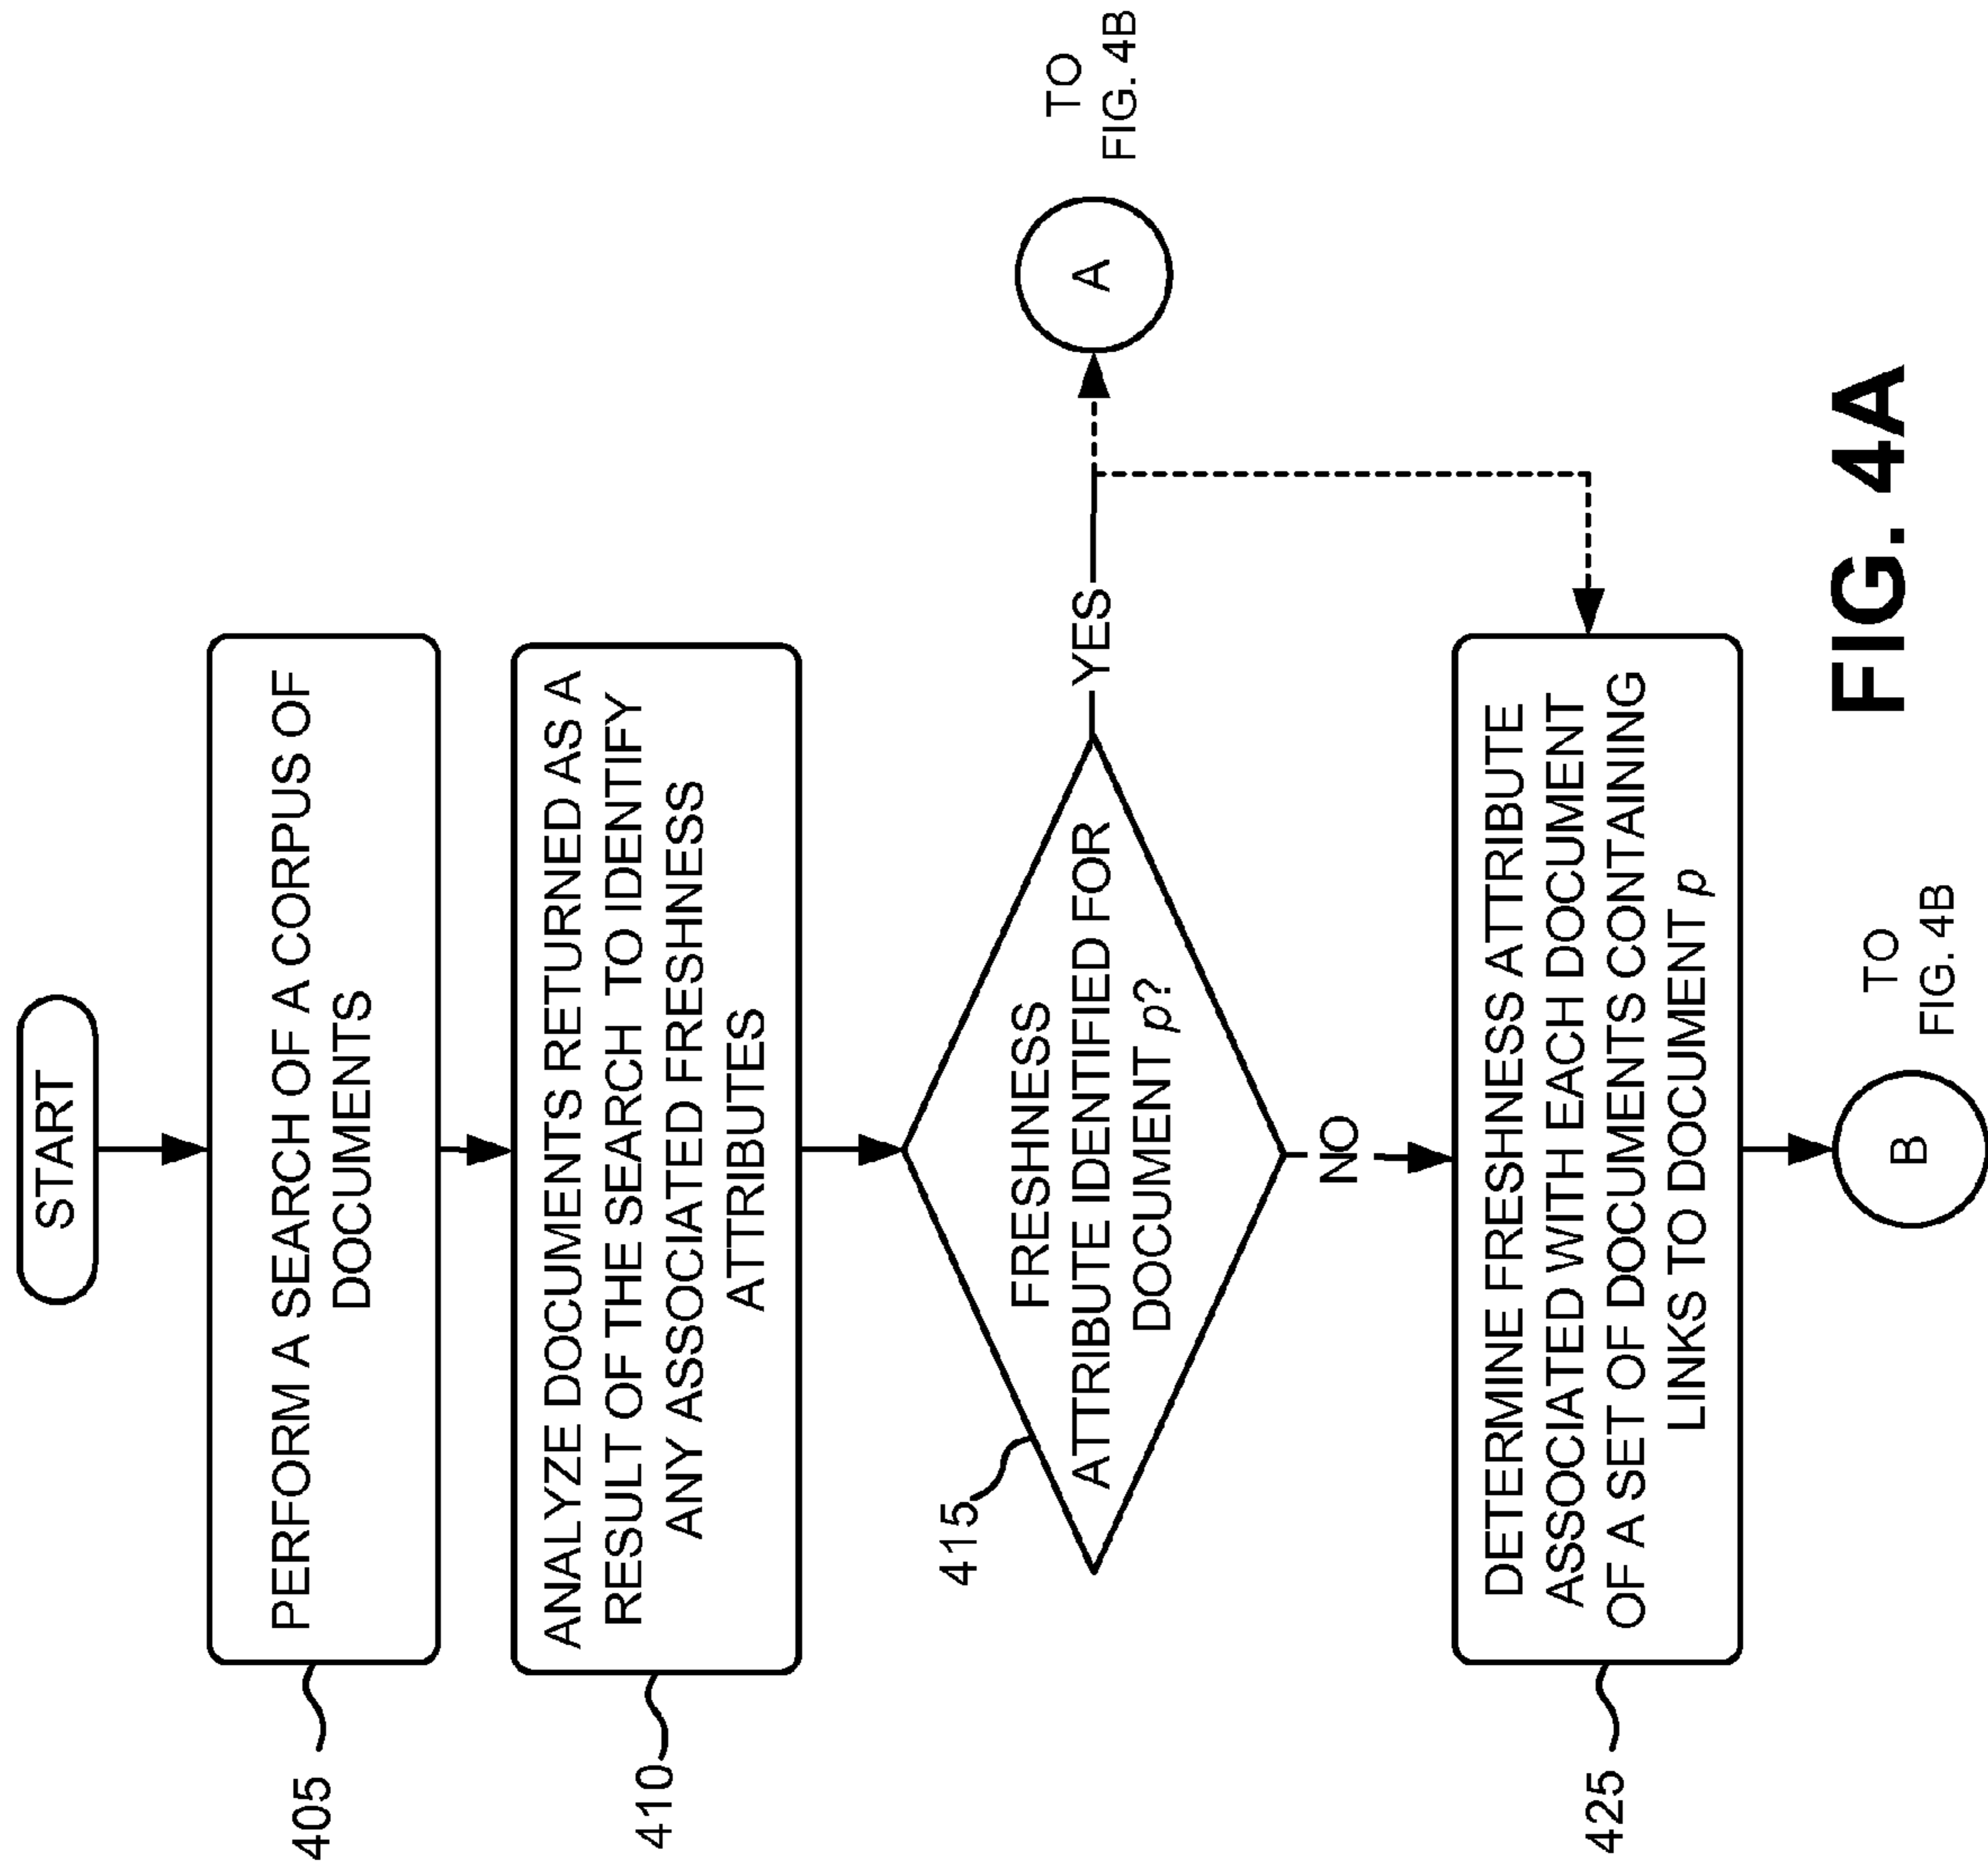 START
PERFORM A SEARCH OF A CORPUS OF
DOCUMENTS
405
ANALYZE DOCUMENTS RETURNED AS A
RESULT OF THE SEARCH TO IDENTIFY
ANY ASSOCIATED FRESHNESS
ATTRIBUTES
410
415
FRESHNESS
ATTRIBUTE IDENTIFIED FOR
DOCUMENT p?
YES
A
TO
FIG. 4B
NO
DETERMINE FRESHNESS ATTRIBUTE
ASSOCIATED WITH EACH DOCUMENT
OF A SET OF DOCUMENTS CONTAINING
LINKS TO DOCUMENT p
425
B
TO
FIG. 4B
FIG. 4A